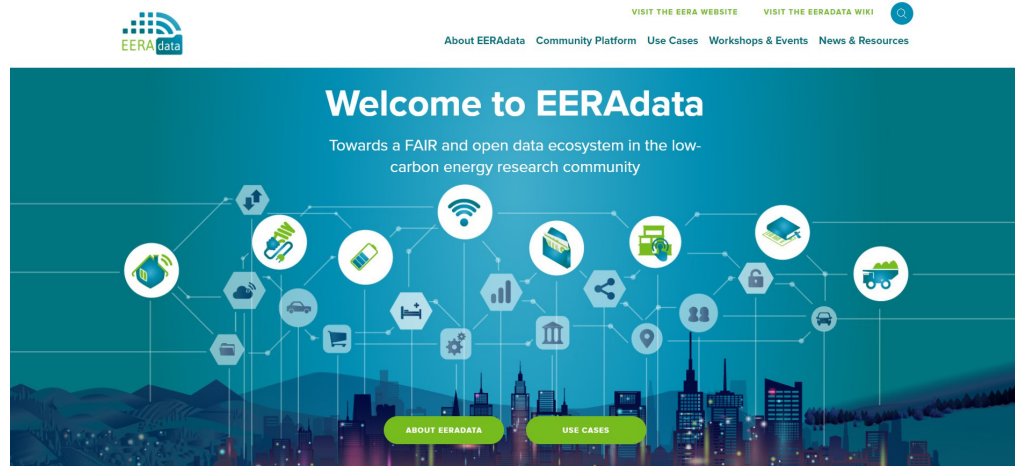 VISIT THE EERA WEBSITE VISIT THE EERADATA WIKI
EERAdata
About EERAdata Community Platform Use Cases Workshops & Events News & Resources
Welcome to EERAdata
Towards a FAIR and open data ecosystem in the low-
carbon energy research community
ABOUT EERADATA USE CASES